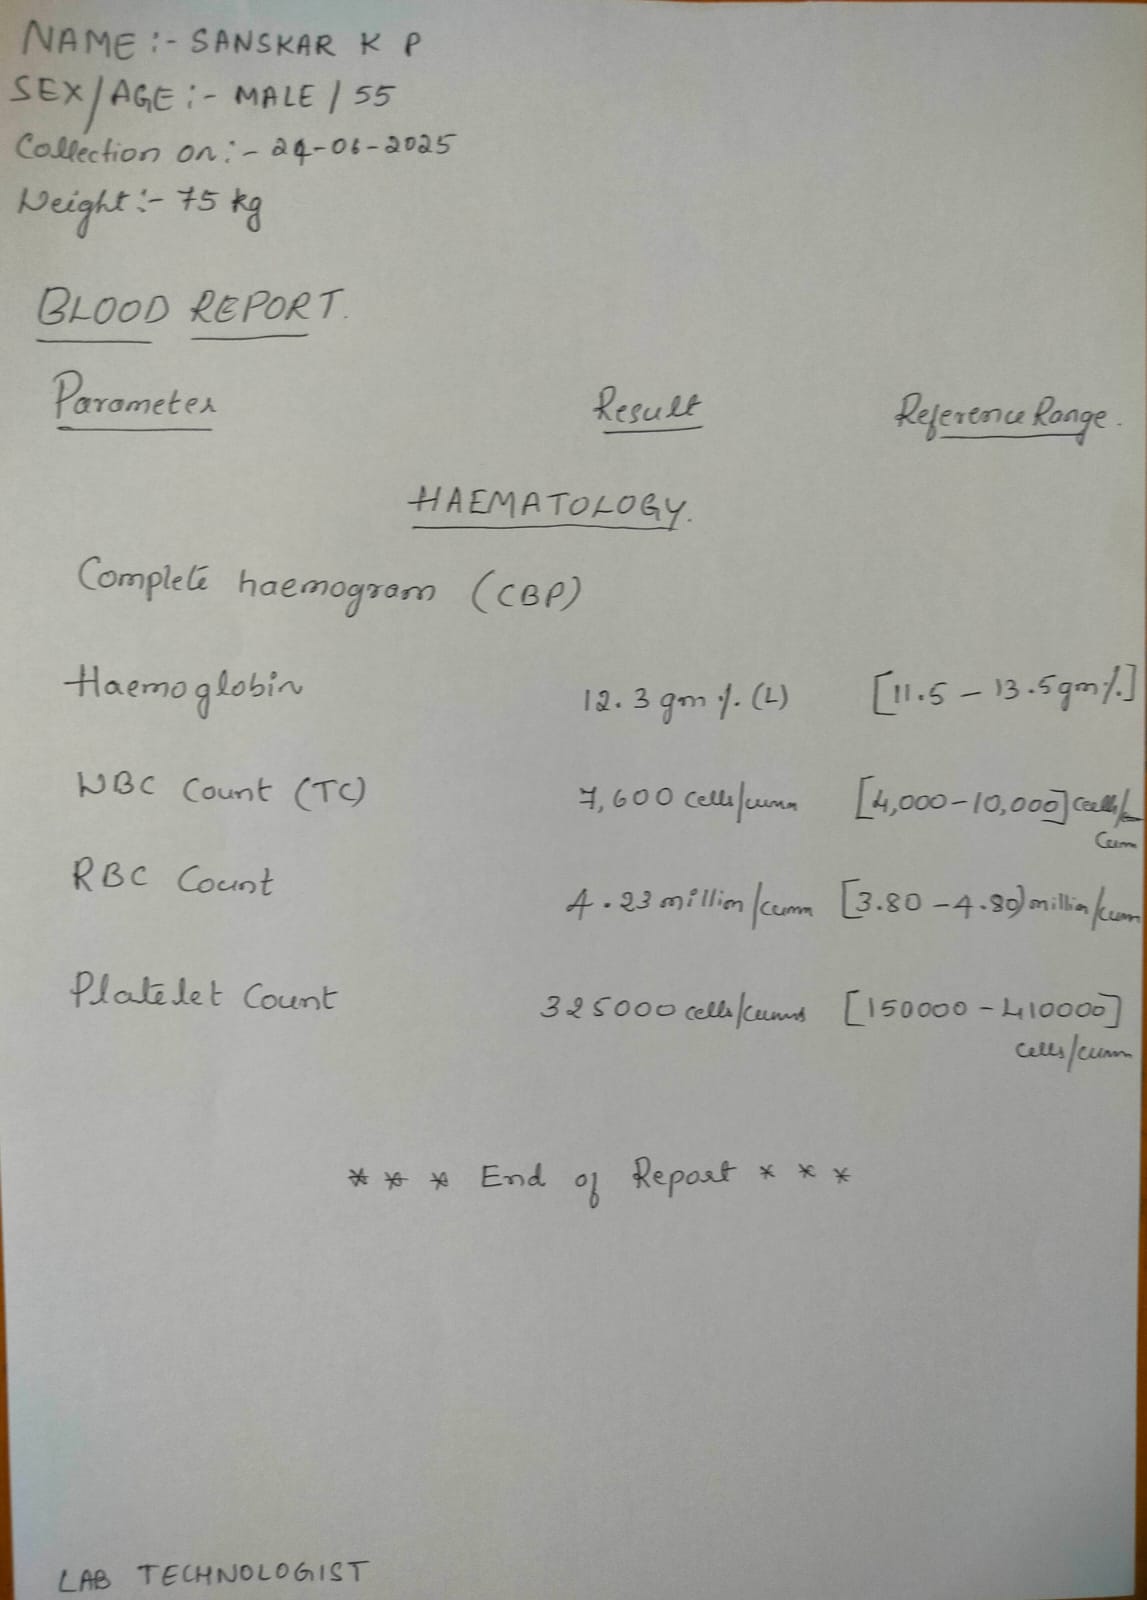 NAME :- SANSKAR K P
SEX/AGE :- MALE / 55
Collection on :- 24-06-2025
Weight :- 75 kg
BLOOD REPORT.
Parameter Result Reference Range.
HAEMATOLOGY.
Complete haemogram (CBP)
Haemoglobin 12.3 gm %. (L) [11.5 - 13.5 gm%.]
WBC Count (TC) 7,600 cells/cumm [4,000-10,000] cells/
cumm
RBC Count 4.23 million/cumm [3.80 - 4.80] million/cumm
Platelet Count 325000 cells/cumm [150000 - 410000]
cells/cumm
* * * End of Report * * *
LAB TECHNOLOGIST